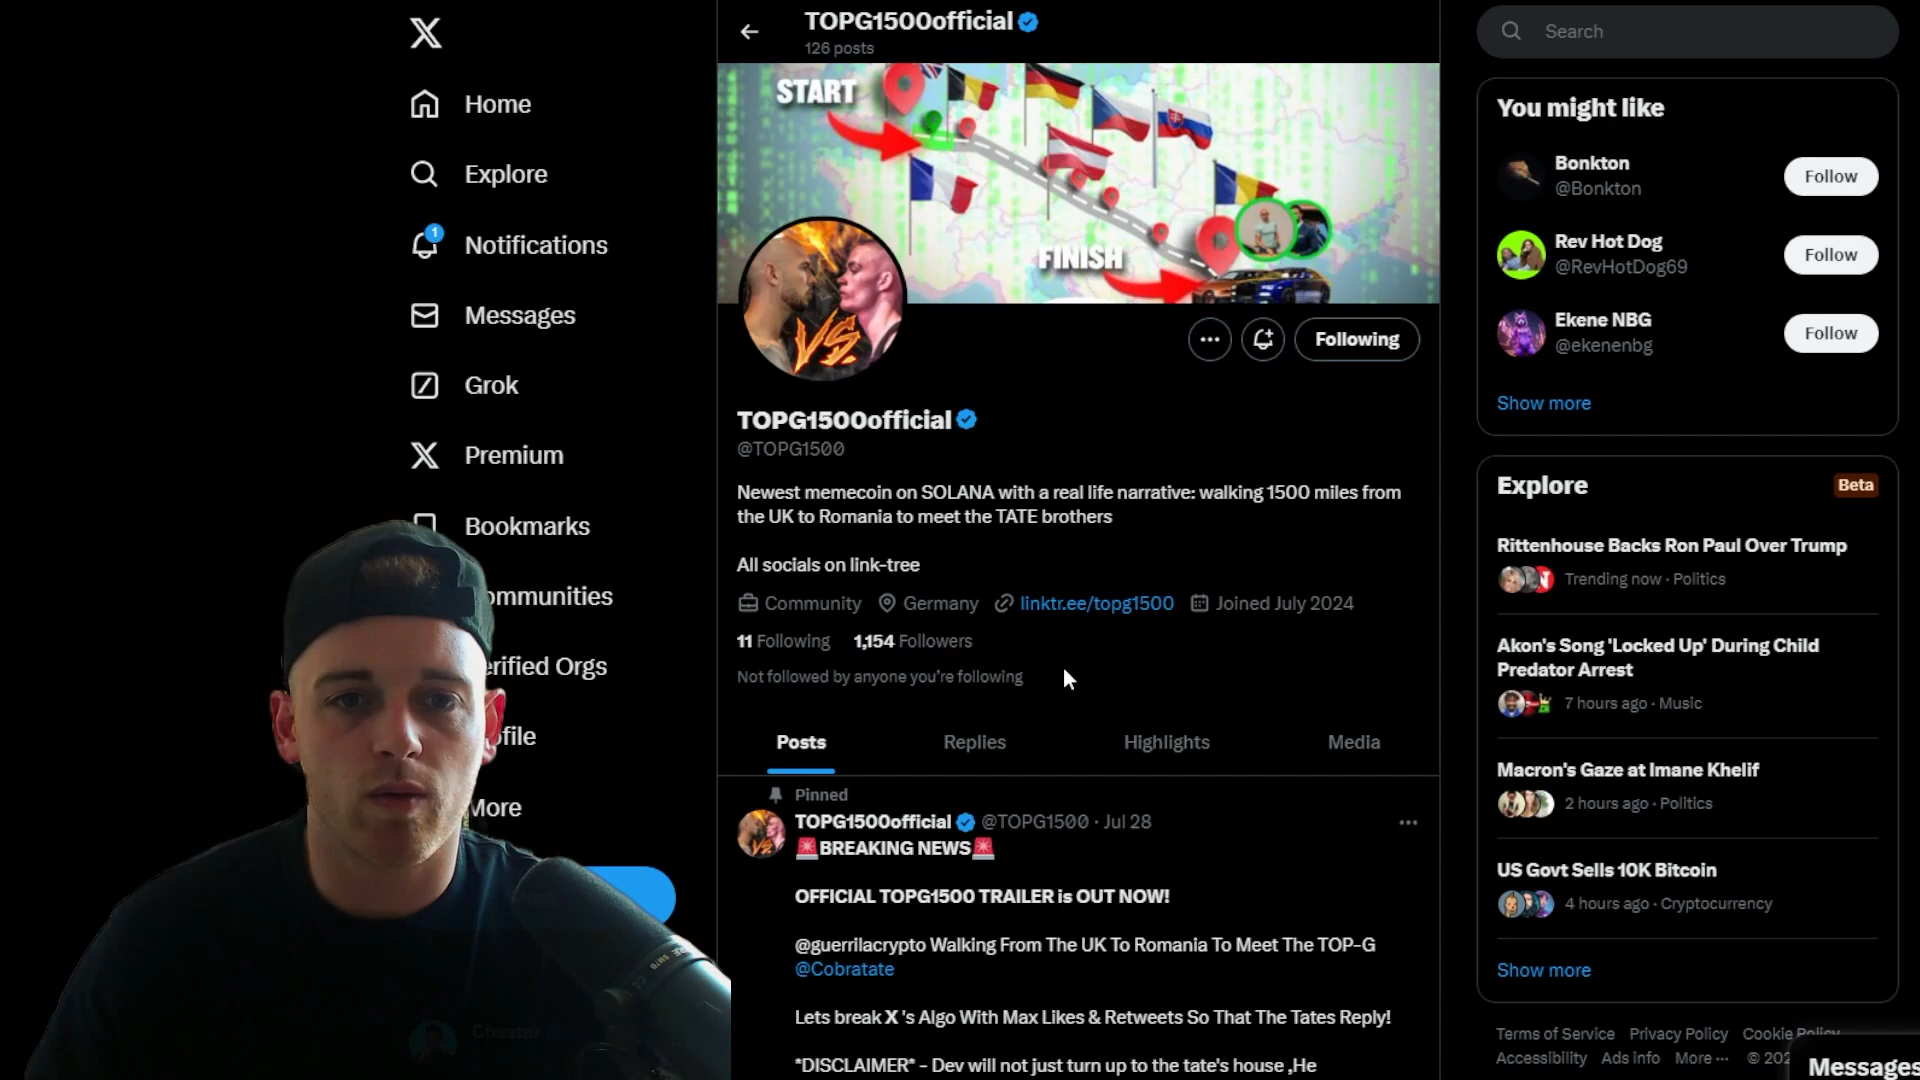 Home
Explore
1
Notifications
Messages
Grok
Premium
Bookmarks
ommunities
erified Orgs
ofile
More
TOPG1500official
126 posts
START
FINISH
VS.
Following
TOPG1500official
@TOPG1500
Newest memecoin on SOLANA with a real life narrative: walking 1500 miles from
the UK to Romania to meet the TATE brothers
All socials on link-tree
Community Germany linktr.ee/topg1500 Joined July 2024
11 Following 1,154 Followers
Not followed by anyone you're following
Posts Replies Highlights Media
Pinned
TOPG1500official @TOPG1500 · Jul 28
🚨BREAKING NEWS🚨
OFFICIAL TOPG1500 TRAILER is OUT NOW!
@guerrilacrypto Walking From The UK To Romania To Meet The TOP-G
@Cobratate
Lets break X 's Algo With Max Likes & Retweets So That The Tates Reply!
*DISCLAIMER* - Dev will not just turn up to the tate's house ,He
Search
You might like
Bonkton
@Bonkton
Follow
Rev Hot Dog
@RevHotDog69
Follow
Ekene NBG
@ekenenbg
Follow
Show more
Explore
Beta
Rittenhouse Backs Ron Paul Over Trump
Trending now · Politics
Akon's Song 'Locked Up' During Child
Predator Arrest
7 hours ago · Music
Macron's Gaze at Imane Khelif
2 hours ago · Politics
US Govt Sells 10K Bitcoin
4 hours ago · Cryptocurrency
Show more
Terms of Service Privacy Policy Cookie Policy
Accessibility Ads info More ··· © 202
Messages
Chester
SM7B